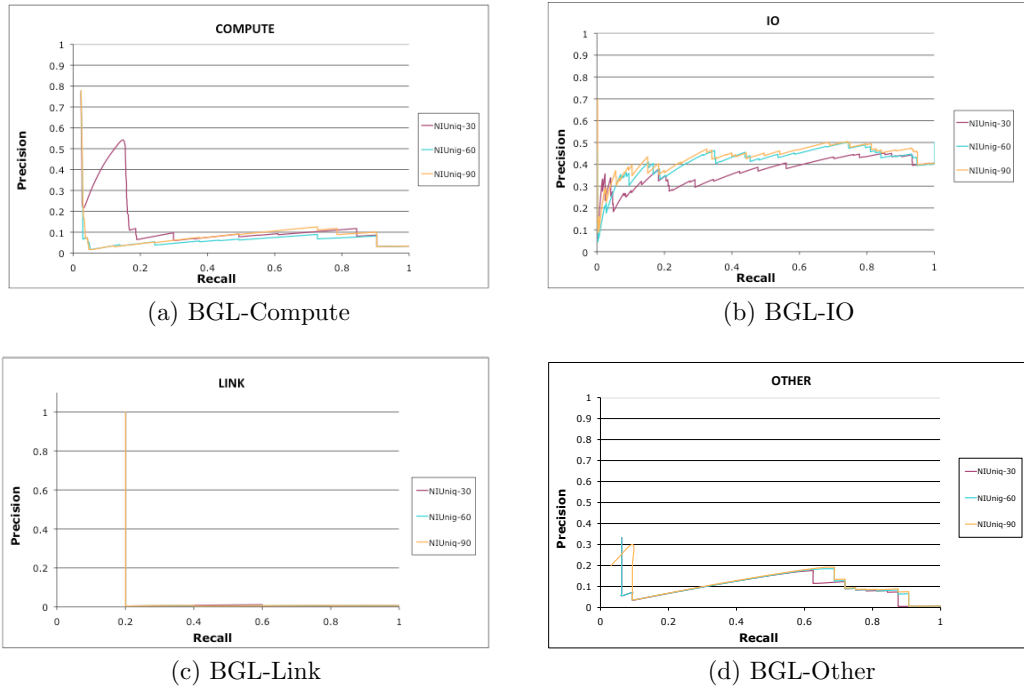 COMPUTE
1
0.9
0.8
0.7
0.6
0.5
0.4
0.3
0.2
0.1
0
Precision
0 0.2 0.4 0.6 0.8 1
Recall
NIUniq-30
NIUnig-60
NIUniq-90
(a) BGL-Compute
IO
1
0.9
0.8
0.7
0.6
0.5
0.4
0.3
0.2
0.1
0
Precision
0 0.2 0.4 0.6 0.8 1
Recall
NIUniq-30
NIUnig-60
NIUniq-90
(b) BGL-IO
LINK
1
0.8
0.6
0.4
0.2
0
Precision
0 0.2 0.4 0.6 0.8 1
Recall
NIUniq-30
NIUnig-60
NIUniq-90
(c) BGL-Link
OTHER
1
0.9
0.8
0.7
0.6
0.5
0.4
0.3
0.2
0.1
0
Precision
0 0.2 0.4 0.6 0.8 1
Recall
NIUniq-30
NIUnig-60
NIUniq-90
(d) BGL-Other